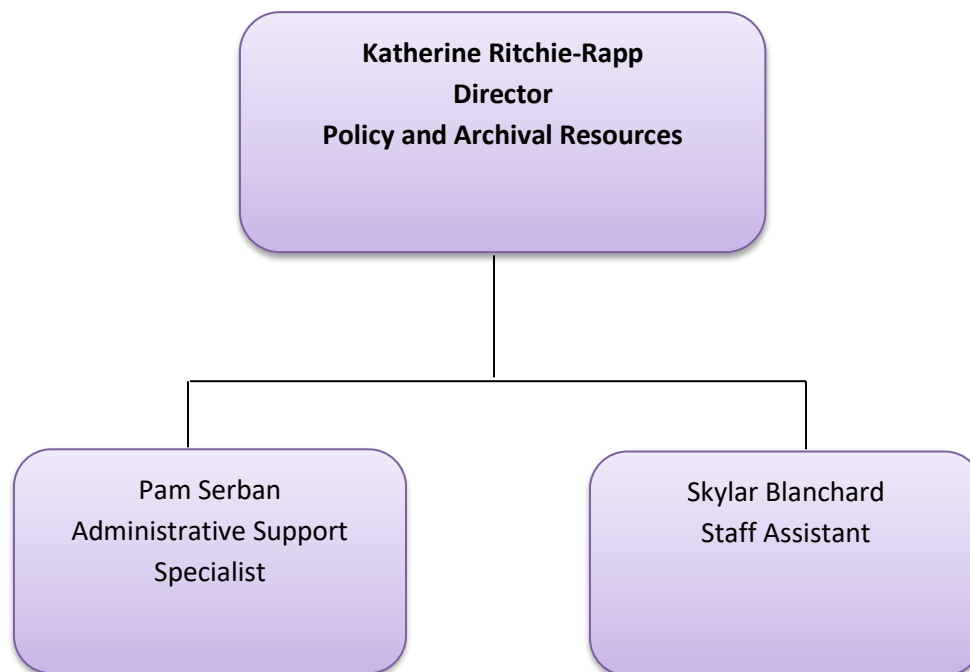 Katherine Ritchie-Rapp
Director
Policy and Archival Resources
Pam Serban
Administrative Support
Specialist
Skylar Blanchard
Staff Assistant